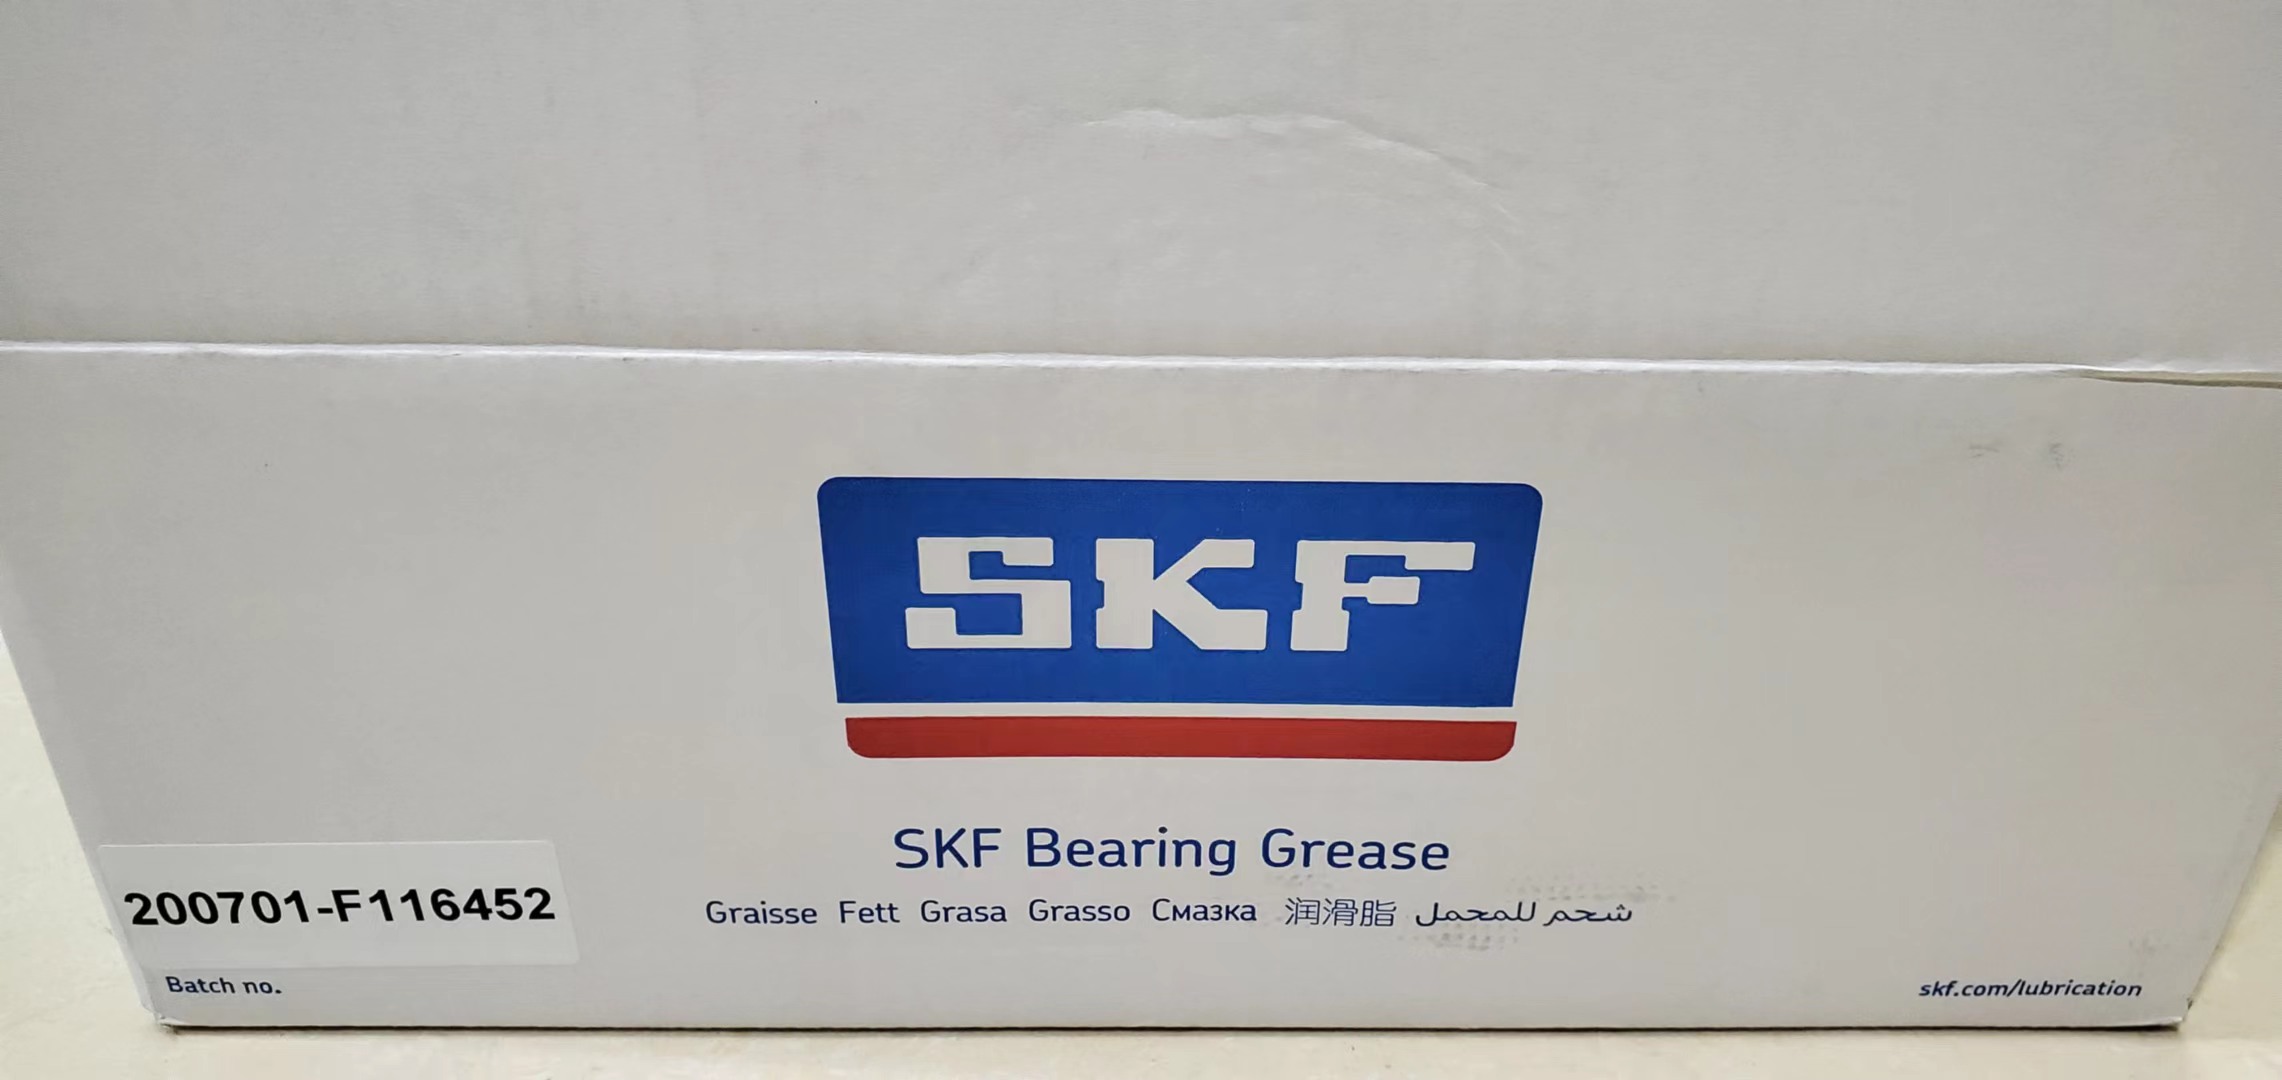 SKF
SKF Bearing Grease
Graisse Fett Grasa Grasso Смазка 润滑脂 شحم للمحمل
200701-F116452
Batch no.
skf.com/lubrication